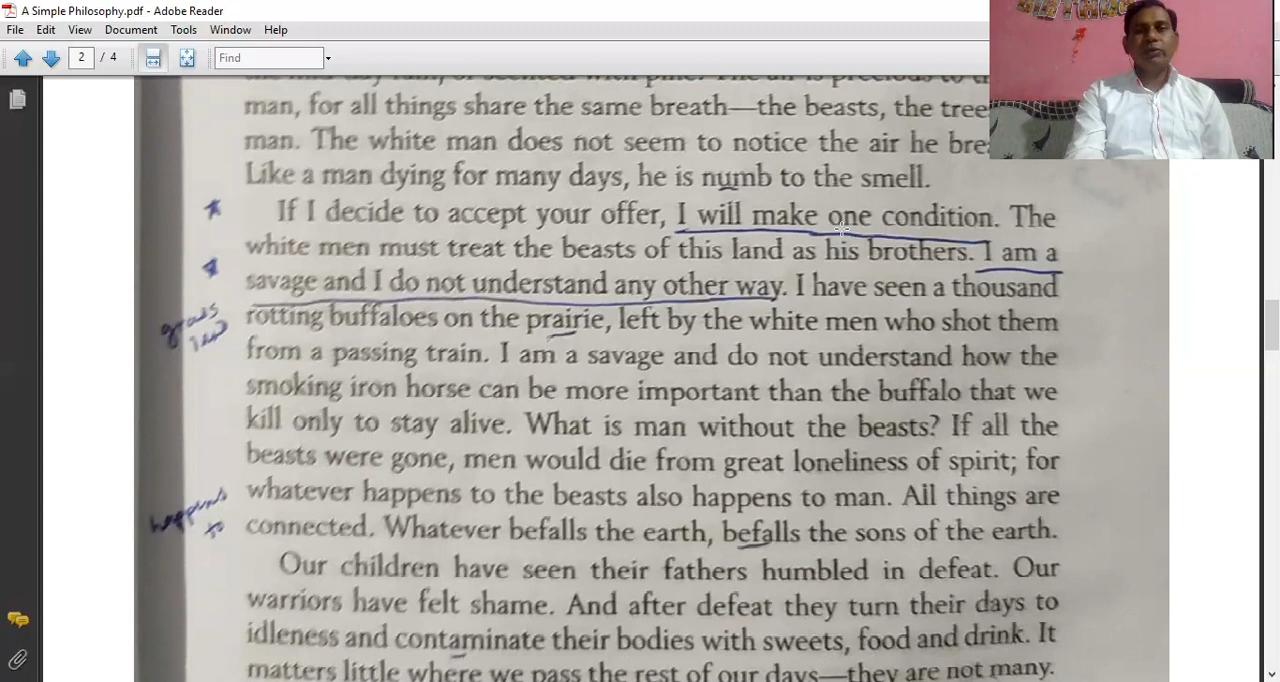 A Simple Philosophy.pdf - Adobe Reader
File Edit View Document Tools Window Help
2 / 4 Find
man, for all things share the same breath—the beasts, the tree
man. The white man does not seem to notice the air he bre
Like a man dying for many days, he is numb to the smell.
If I decide to accept your offer, I will make one condition. The
white men must treat the beasts of this land as his brothers. I am a
savage and I do not understand any other way. I have seen a thousand
rotting buffaloes on the prairie, left by the white men who shot them
from a passing train. I am a savage and do not understand how the
smoking iron horse can be more important than the buffalo that we
kill only to stay alive. What is man without the beasts? If all the
beasts were gone, men would die from great loneliness of spirit; for
whatever happens to the beasts also happens to man. All things are
connected. Whatever befalls the earth, befalls the sons of the earth.
Our children have seen their fathers humbled in defeat. Our
warriors have felt shame. And after defeat they turn their days to
idleness and contaminate their bodies with sweets, food and drink. It
matters little where we pass the rest of our days—they are not many.